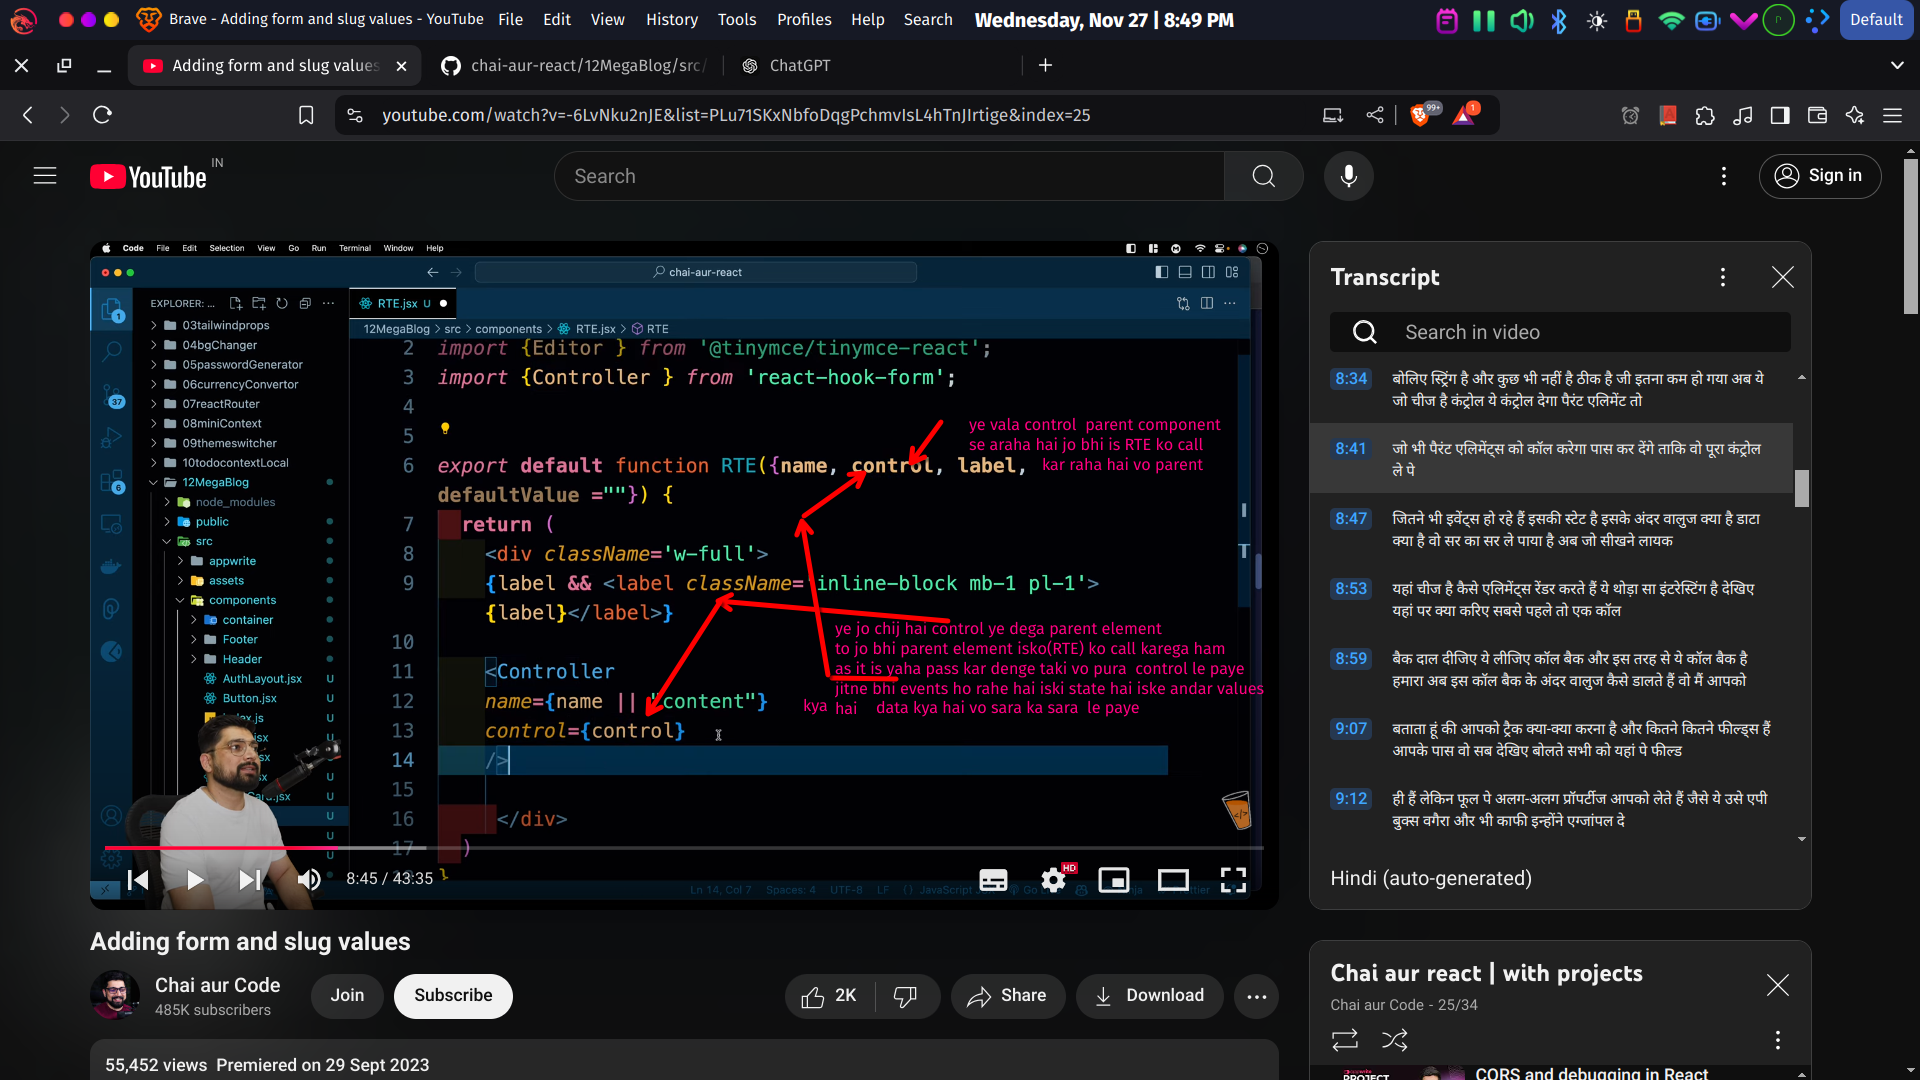 Brave - Adding form and slug values - YouTube File Edit View History Tools Profiles Help Search Wednesday, Nov 27 | 8:49 PM Default
Adding form and slug values
chai-aur-react/12MegaBlog/src/
ChatGPT
youtube.com/watch?v=-6LvNku2nJE&list=PLu71SKxNbfoDqgPchmvIsL4hTnJIrtige&index=25
99+
1
YouTube IN
Search
Sign in
Code File Edit Selection View Go Run Terminal Window Help
chai-aur-react
EXPLORER: ...
RTE.jsx U
12MegaBlog > src > components > RTE.jsx > RTE
03tailwindprops
04bgChanger
05passwordGenerator
06currencyConvertor
07reactRouter
08miniContext
09themeswitcher
10todocontextLocal
12MegaBlog
node_modules
public
src
appwrite
assets
components
container
Footer
Header
AuthLayout.jsx U
Button.jsx U
2 import {Editor } from '@tinymce/tinymce-react';
3 import {Controller } from 'react-hook-form';
4
5
6 export default function RTE({name, control, label,
defaultValue =""}) {
7 return (
8 <div className='w-full'>
9 {label && <label className='inline-block mb-1 pl-1'>
{label}</label>}
10
11 <Controller
12 name={name || "content"}
13 control={control}
14 />
15
16 </div>
17 )
}
ye vala control parent component
se araha hai jo bhi is RTE ko call
kar raha hai vo parent
ye jo chij hai control ye dega parent element
to jo bhi parent element isko(RTE) ko call karega ham
as it is yaha pass kar denge taki vo pura control le paye
jitne bhi events ho rahe hai iski state hai iske andar values
kya hai data kya hai vo sara ka sara le paye
Ln 14, Col 7 Spaces: 4 UTF-8 LF
8:45 / 43:35
HD
Transcript
Search in video
8:34 बोलिए स्ट्रिंग है और कुछ भी नहीं है ठीक है जी इतना कम हो गया अब ये
जो चीज है कंट्रोल ये कंट्रोल देगा पैरंट एलिमेंट तो
8:41 जो भी पैरंट एलिमेंट्स को कॉल करेगा पास कर देंगे ताकि वो पूरा कंट्रोल
ले पे
8:47 जितने भी इवेंट्स हो रहे हैं इसकी स्टेट है इसके अंदर वालुज क्या है डाटा
क्या है वो सर का सर ले पाया है अब जो सीखने लायक
8:53 यहां चीज है कैसे एलिमेंट्स रेंडर करते हैं ये थोड़ा सा इंटरेस्टिंग है देखिए
यहां पर क्या करिए सबसे पहले तो एक कॉल
8:59 बैक दाल दीजिए ये लीजिए कॉल बैक और इस तरह से ये कॉल बैक है
हमारा अब इस कॉल बैक के अंदर वालुज कैसे डालते हैं वो मैं आपको
9:07 बताता हूं की आपको ट्रैक क्या-क्या करना है और कितने कितने फील्ड्स हैं
आपके पास वो सब देखिए बोलते सभी को यहां पे फील्ड
9:12 ही हैं लेकिन फूल पे अलग-अलग प्रॉपर्टीज आपको लेते हैं जैसे ये उसे एपी
बुक्स वगैरा और भी काफी इन्होंने एग्जांपल दे
Hindi (auto-generated)
Adding form and slug values
Chai aur Code
485K subscribers
Join
Subscribe
2K
Share
Download
55,452 views Premiered on 29 Sept 2023
Chai aur react | with projects
Chai aur Code - 25/34
PROJECT
CORS and debugging in React